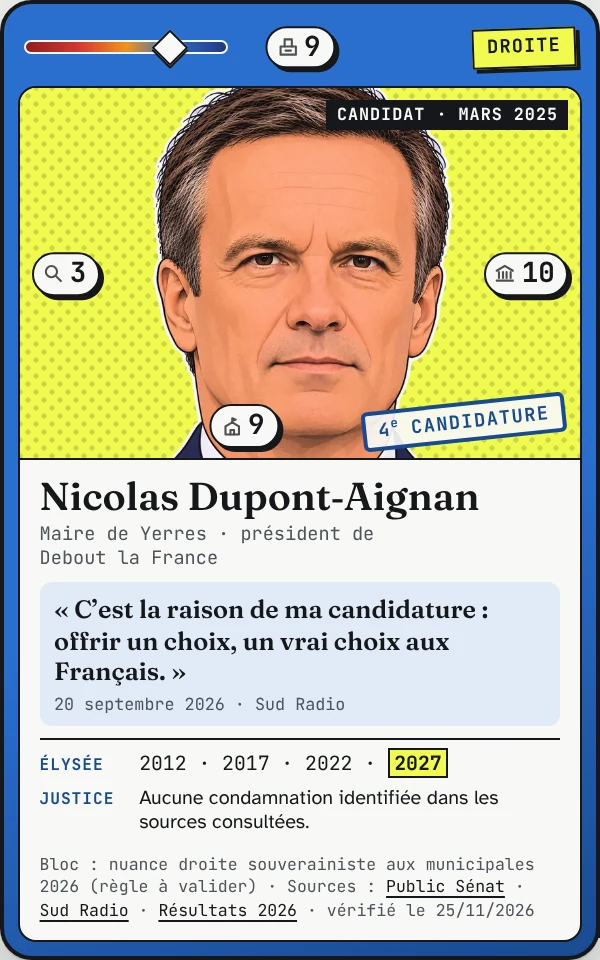 9
DROITE
CANDIDAT · MARS 2025
3
10
9
4e CANDIDATURE
Nicolas Dupont-Aignan
Maire de Yerres · président de
Debout la France
« C’est la raison de ma candidature :
offrir un choix, un vrai choix aux
Français. »
20 septembre 2026 · Sud Radio
ÉLYSÉE 2012 · 2017 · 2022 · 2027
JUSTICE Aucune condamnation identifiée dans les
sources consultées.
Bloc : nuance droite souverainiste aux municipales
2026 (règle à valider) · Sources : Public Sénat ·
Sud Radio · Résultats 2026 · vérifié le 25/11/2026